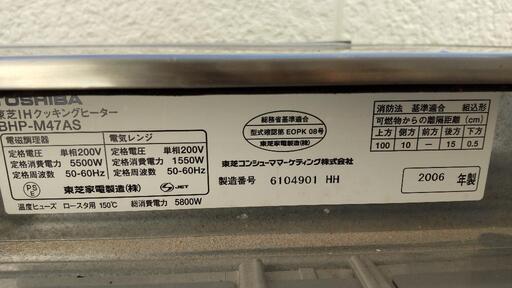 TOSHIBA
東芝IHクッキングヒーター
BHP-M47AS
電磁調理器 電気レンジ
定格電圧 単相200V 定格電圧 単相200V
定格消費電力 5500W 定格消費電力 1550W
定格周波数 50-60Hz 定格周波数 50-60Hz
PS E 東芝家電製造(株) JET
温度ヒューズ ロースタ用 150℃ 総消費電力 5800W
総務省基準適合
型式確認第 EOPK 08号
東芝家電製造(株)
東芝コンシューママーケティング株式会社
製造番号 6104901 HH
消防法 基準適合 組込形
可燃物からの離隔距離(cm)
上方 側方 前方 後方 下方
100 10 — 15 0.5
2006 年製